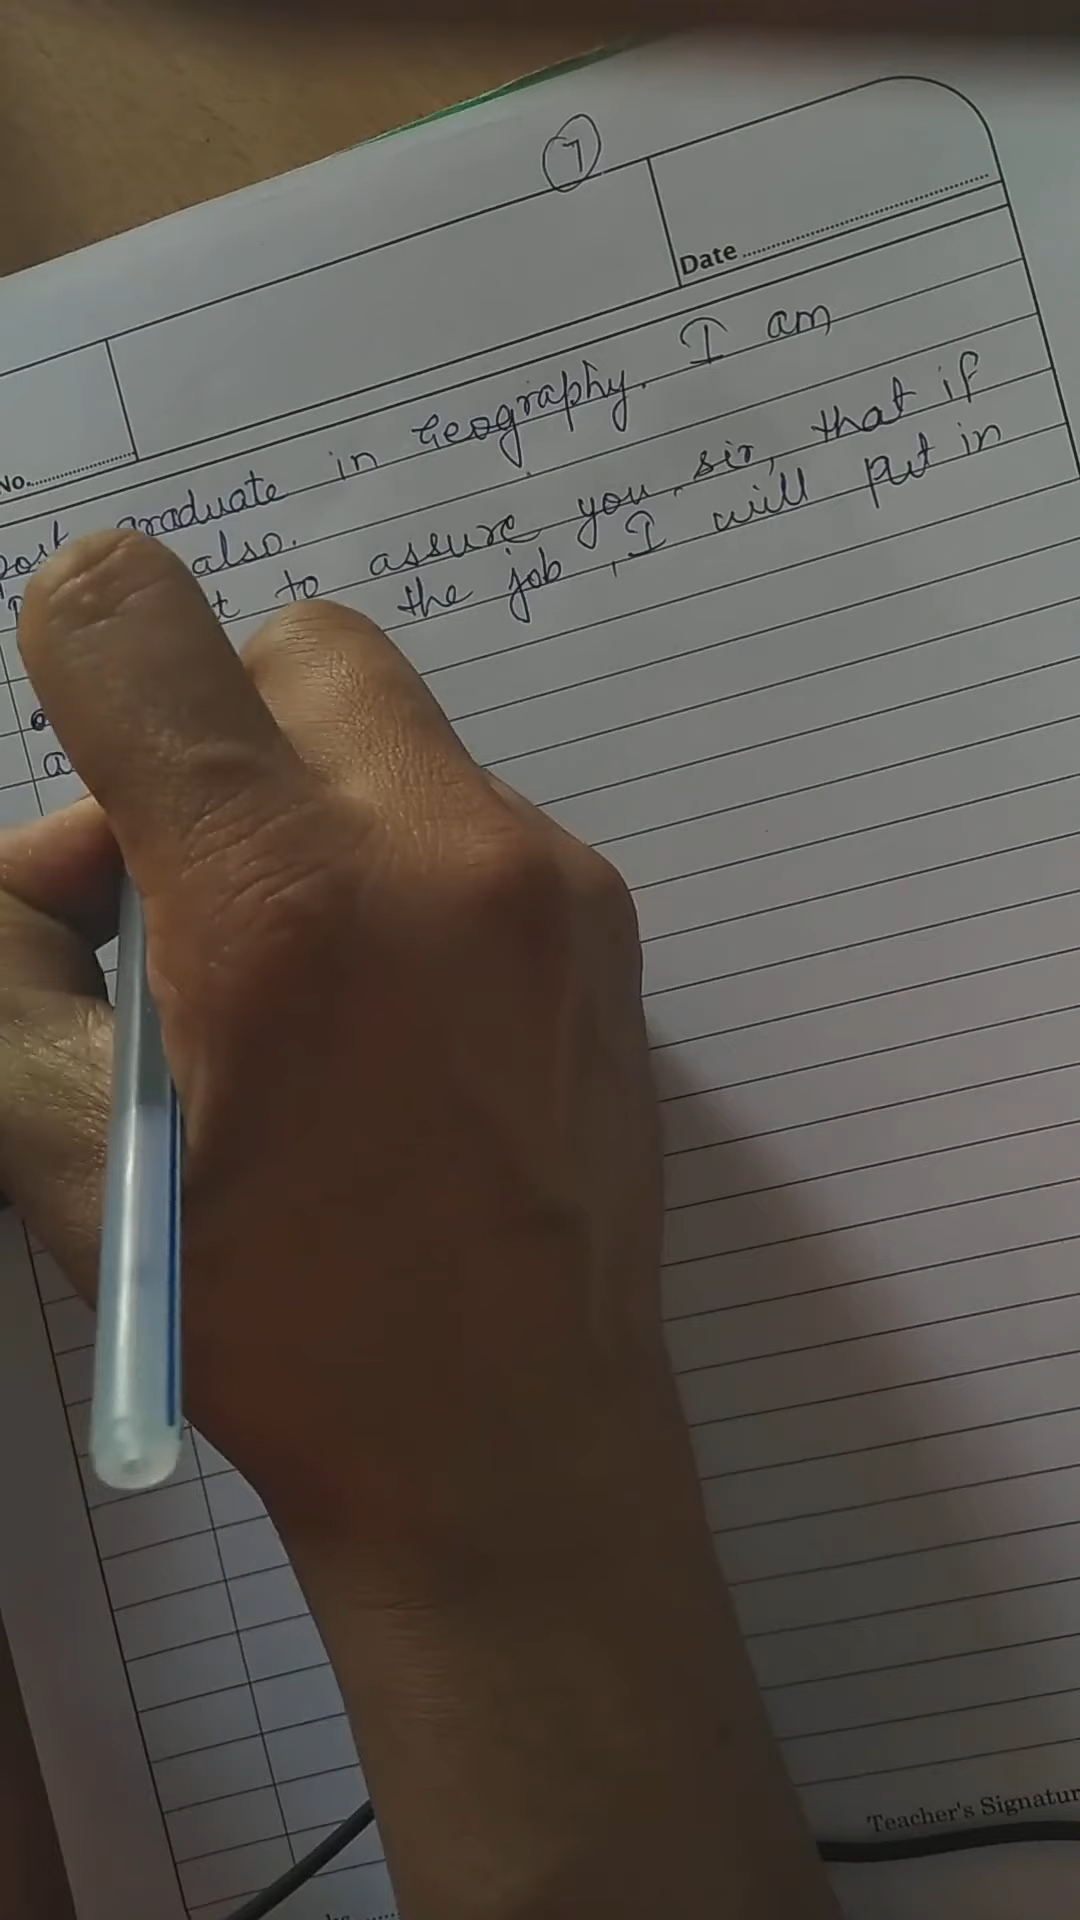 7
Date
No.
post graduate in Geography. I am
also.
to assure you sir, that if
the job, I will put in
a
Teacher's Signatur